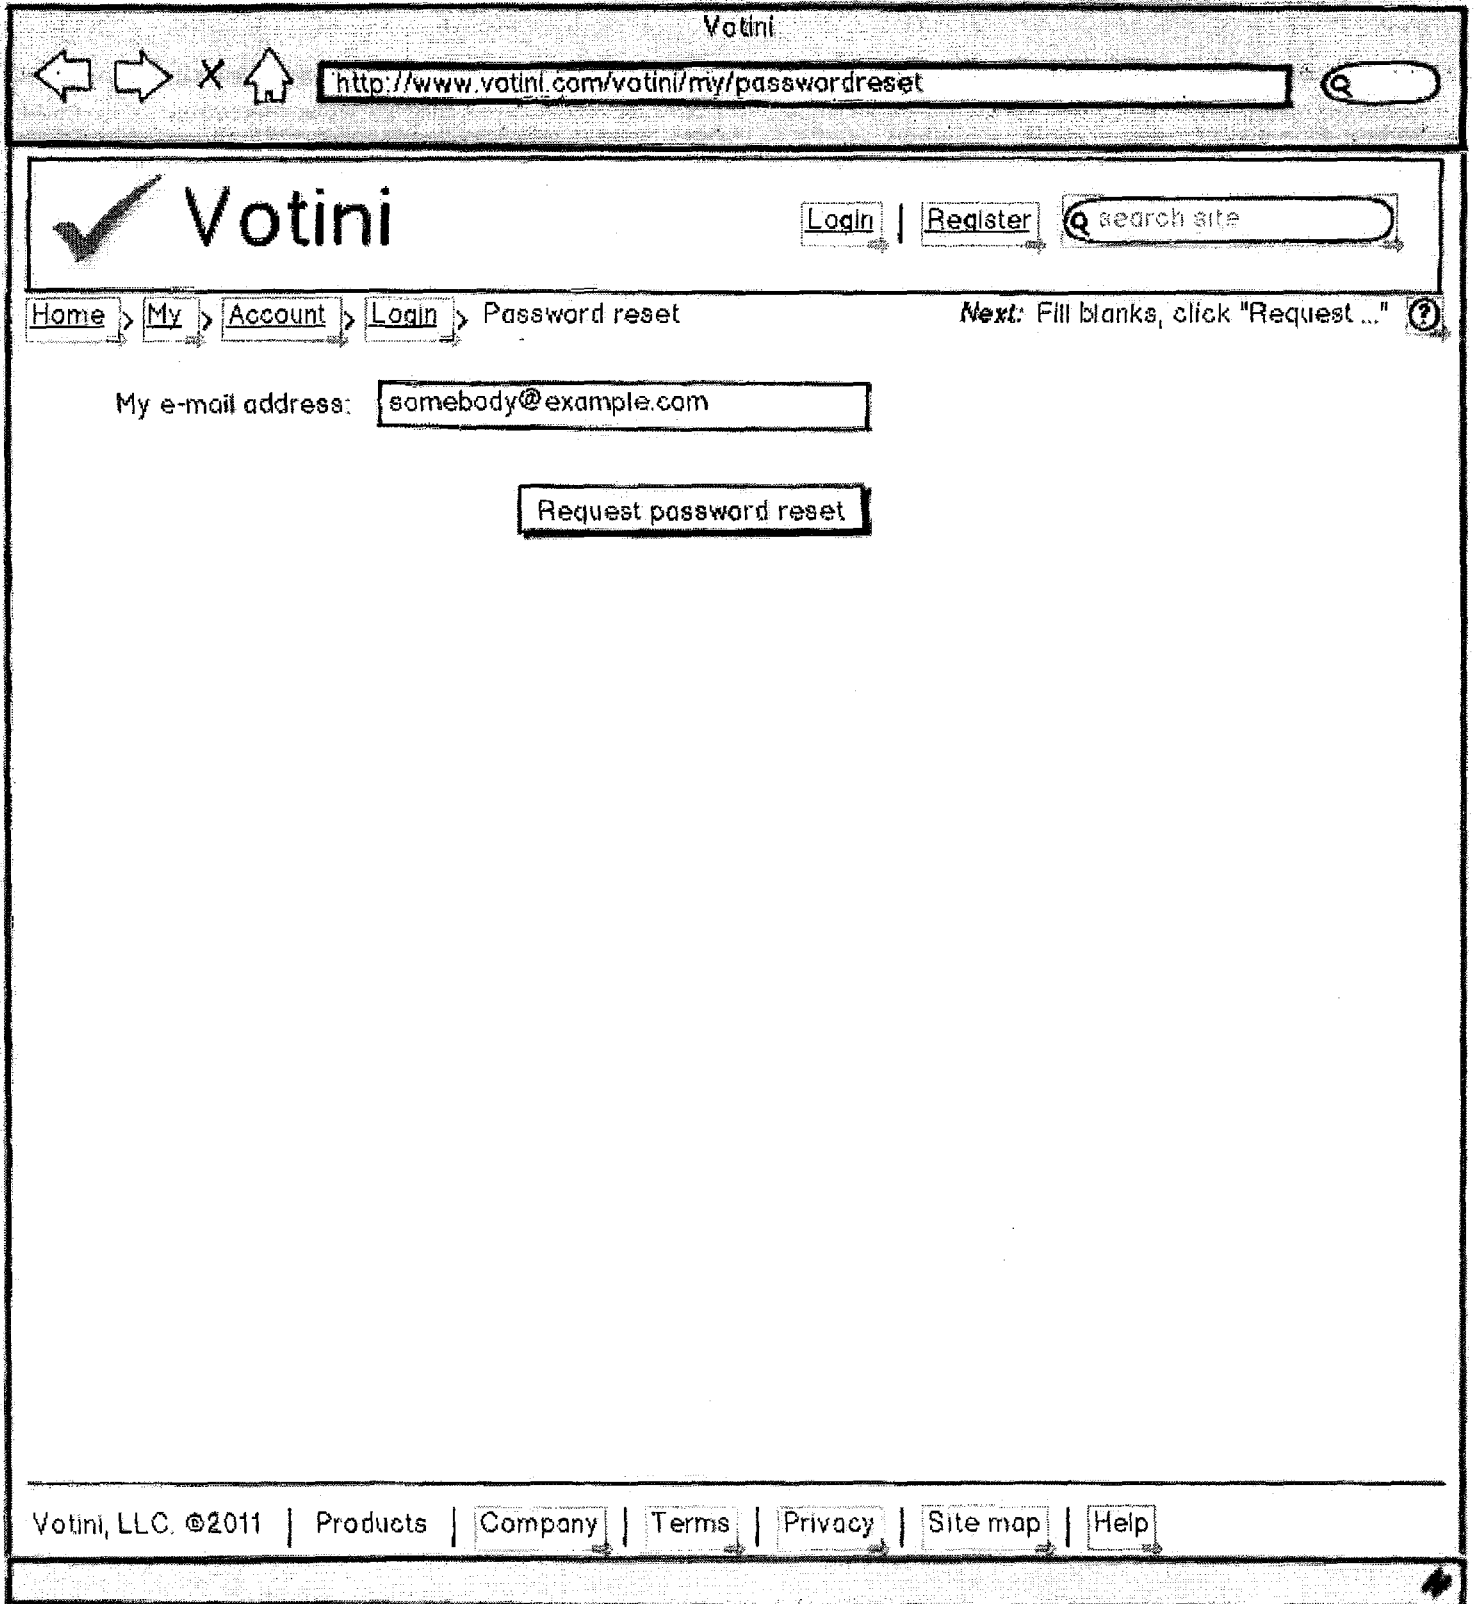 Votini
http://www.votini.com/votini/my/passwordreset
Votini
Login | Register search site
Home > My > Account > Login > Password reset Next: Fill blanks, click "Request ..." ?
My e-mail address: somebody@example.com
Request password reset
Votini, LLC. ©2011 | Products | Company | Terms | Privacy | Site map | Help